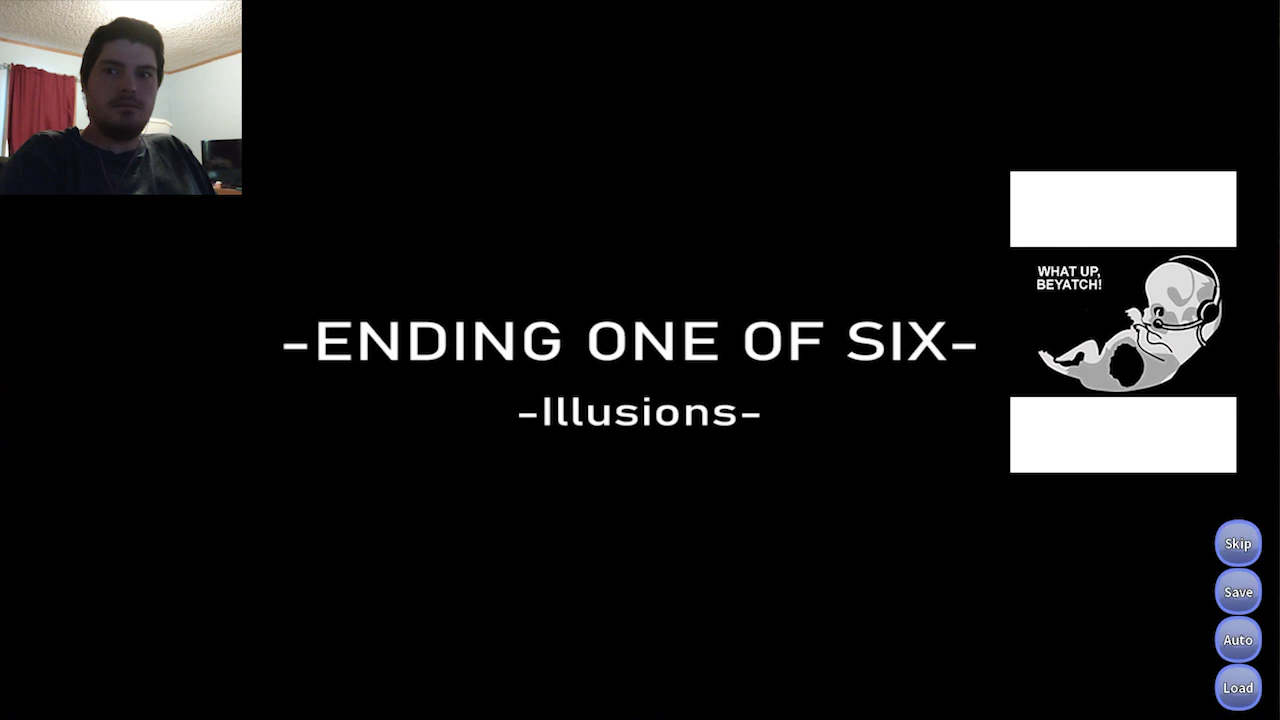 WHAT UP,
BEYATCH!
-ENDING ONE OF SIX-
-Illusions-
Skip
Save
Auto
Load